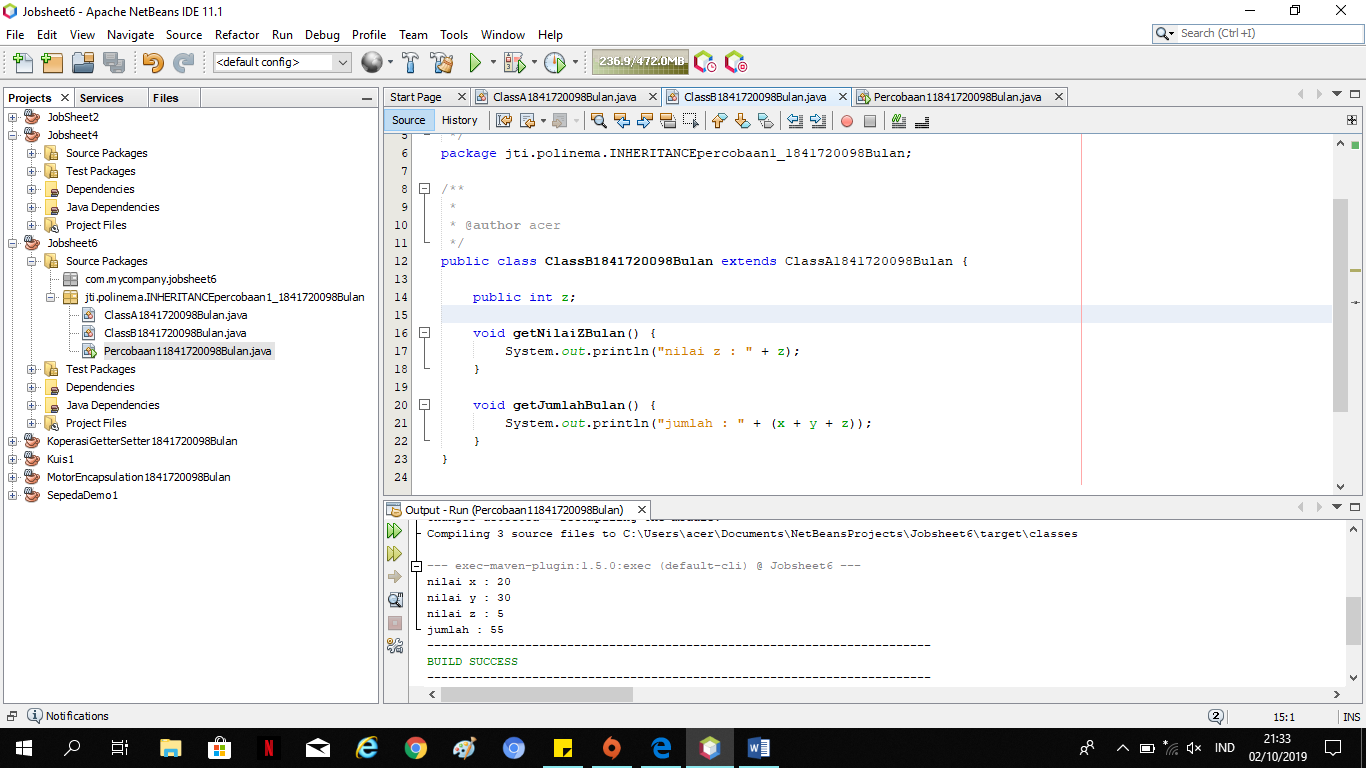 Jobsheet6 - Apache NetBeans IDE 11.1
File Edit View Navigate Source Refactor Run Debug Profile Team Tools Window Help
Search (Ctrl +I)
<default config>
236.9/472.0MB
Projects Services Files
JobSheet2
Jobsheet4
Source Packages
Test Packages
Dependencies
Java Dependencies
Project Files
Jobsheet6
Source Packages
com.mycompany.jobsheet6
jti.polinema.INHERITANCEpercobaan1_1841720098Bulan
ClassA1841720098Bulan.java
ClassB1841720098Bulan.java
Percobaan11841720098Bulan.java
Test Packages
Dependencies
Java Dependencies
Project Files
KoperasiGetterSetter1841720098Bulan
Kuis1
MotorEncapsulation1841720098Bulan
SepedaDemo1
Start Page ClassA1841720098Bulan.java ClassB1841720098Bulan.java Percobaan11841720098Bulan.java
Source History
5 */
6 package jti.polinema.INHERITANCEpercobaan1_1841720098Bulan;
7
8 /**
9 *
10 * @author acer
11 */
12 public class ClassB1841720098Bulan extends ClassA1841720098Bulan {
13
14 public int z;
15
16 void getNilaiZBulan() {
17 System.out.println("nilai z : " + z);
18 }
19
20 void getJumlahBulan() {
21 System.out.println("jumlah : " + (x + y + z));
22 }
23 }
24
Output - Run (Percobaan11841720098Bulan)
Changes detected - recompiling the module!
Compiling 3 source files to C:\Users\acer\Documents\NetBeansProjects\Jobsheet6\target\classes
--- exec-maven-plugin:1.5.0:exec (default-cli) @ Jobsheet6 ---
nilai x : 20
nilai y : 30
nilai z : 5
jumlah : 55
------------------------------------------------------------------------
BUILD SUCCESS
------------------------------------------------------------------------
Notifications
2
15:1
INS
IND
21:33
02/10/2019